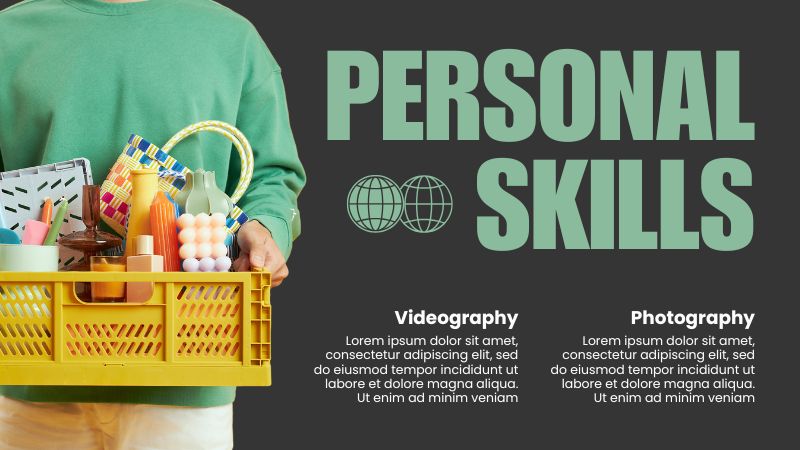 PERSONAL
SKILLS
Videography
Lorem ipsum dolor sit amet,
consectetur adipiscing elit, sed
do eiusmod tempor incididunt ut
labore et dolore magna aliqua.
Ut enim ad minim veniam
Photography
Lorem ipsum dolor sit amet,
consectetur adipiscing elit, sed
do eiusmod tempor incididunt ut
labore et dolore magna aliqua.
Ut enim ad minim veniam